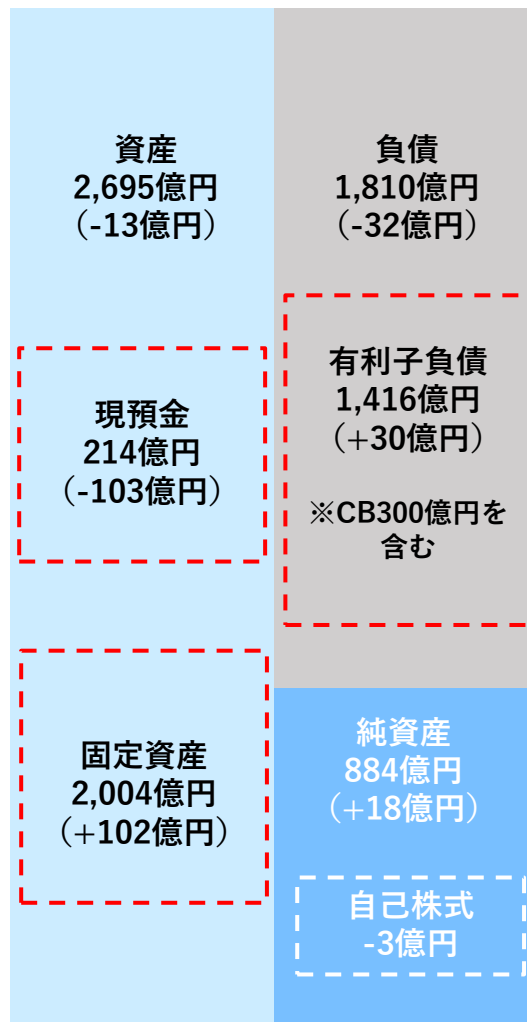 資産
2,695億円
（-13億円）
現預金
214億円
（-103億円）
固定資産
2,004億円
（+102億円）
負債
1,810億円
（-32億円）
有利子負債
1,416億円
（+30億円）
※CB300億円を
含む
純資産
884億円
（+18億円）
自己株式
-3億円